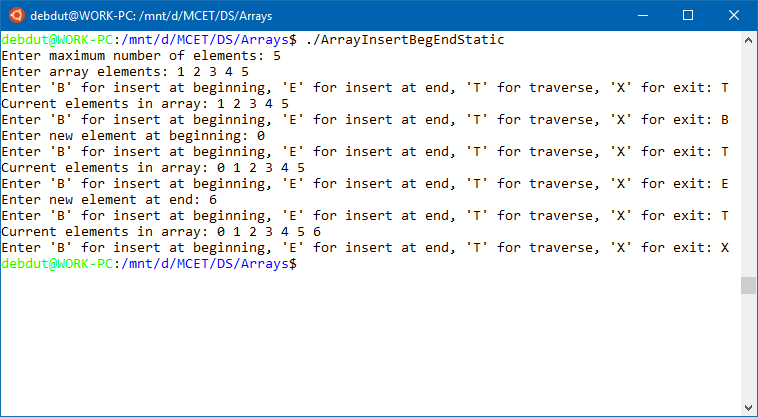 debdut@WORK-PC: /mnt/d/MCET/DS/Arrays
debdut@WORK-PC:/mnt/d/MCET/DS/Arrays$ ./ArrayInsertBegEndStatic
Enter maximum number of elements: 5
Enter array elements: 1 2 3 4 5
Enter 'B' for insert at beginning, 'E' for insert at end, 'T' for traverse, 'X' for exit: T
Current elements in array: 1 2 3 4 5
Enter 'B' for insert at beginning, 'E' for insert at end, 'T' for traverse, 'X' for exit: B
Enter new element at beginning: 0
Enter 'B' for insert at beginning, 'E' for insert at end, 'T' for traverse, 'X' for exit: T
Current elements in array: 0 1 2 3 4 5
Enter 'B' for insert at beginning, 'E' for insert at end, 'T' for traverse, 'X' for exit: E
Enter new element at end: 6
Enter 'B' for insert at beginning, 'E' for insert at end, 'T' for traverse, 'X' for exit: T
Current elements in array: 0 1 2 3 4 5 6
Enter 'B' for insert at beginning, 'E' for insert at end, 'T' for traverse, 'X' for exit: X
debdut@WORK-PC:/mnt/d/MCET/DS/Arrays$